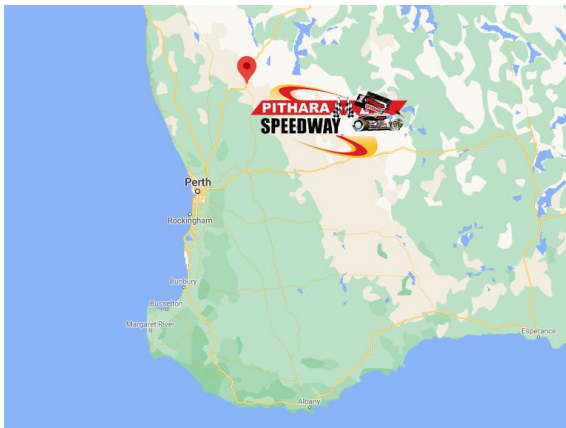 PITHARA
SPEEDWAY
Perth
Rockingham
Bunbury
Busselton
Margaret River
Esperance
Albany